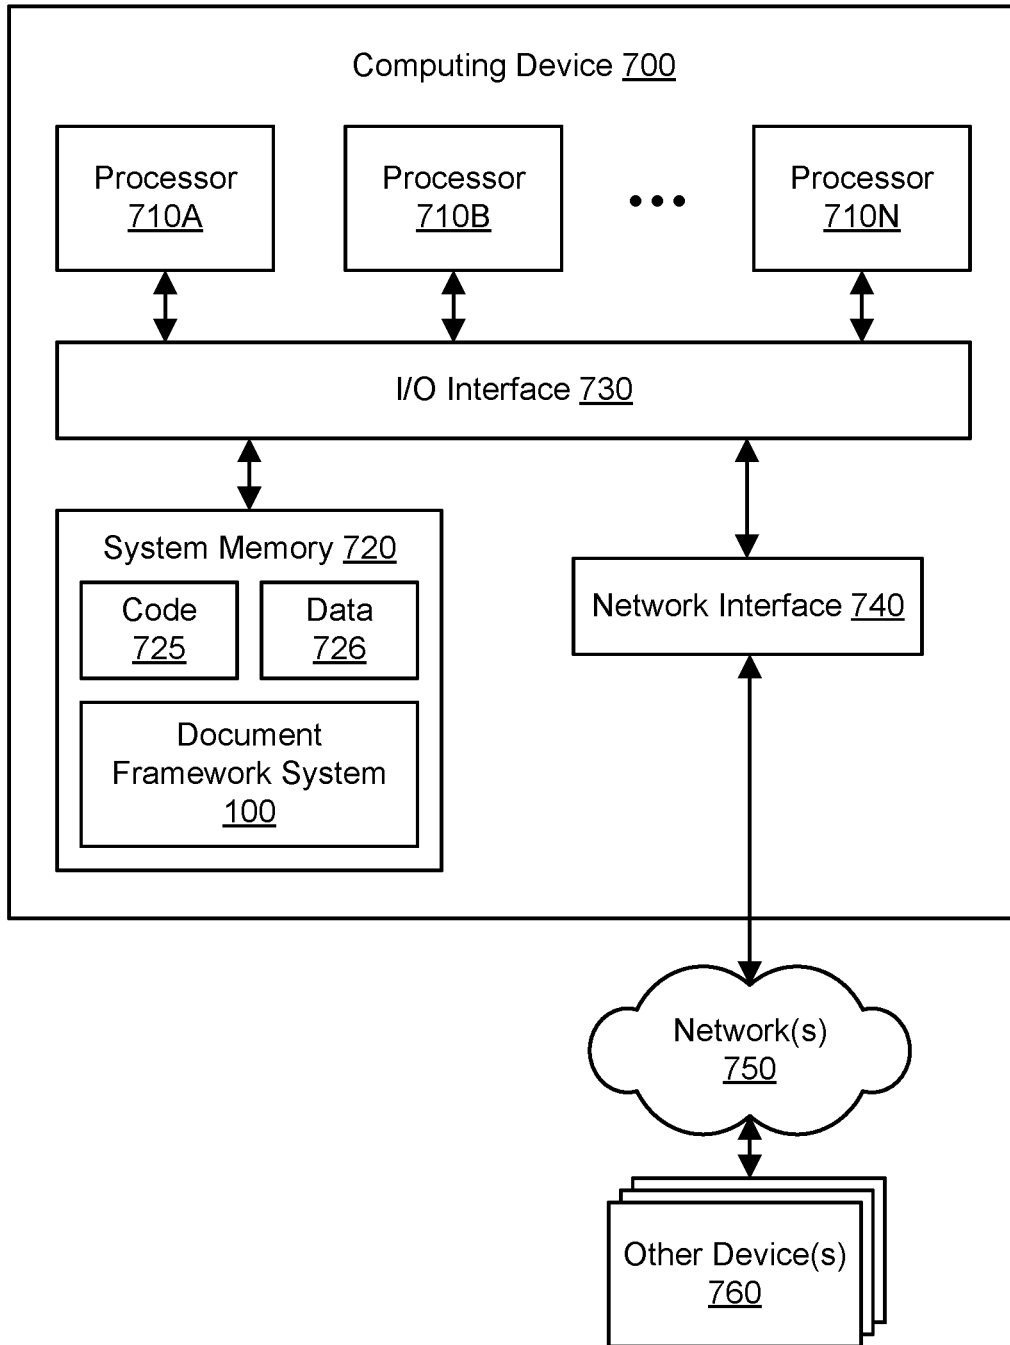 Computing Device 700
Processor
710A
Processor
710B
Processor
710N
I/O Interface 730
System Memory 720
Code
725
Data
726
Document
Framework System
100
Network Interface 740
Network(s)
750
Other Device(s)
760